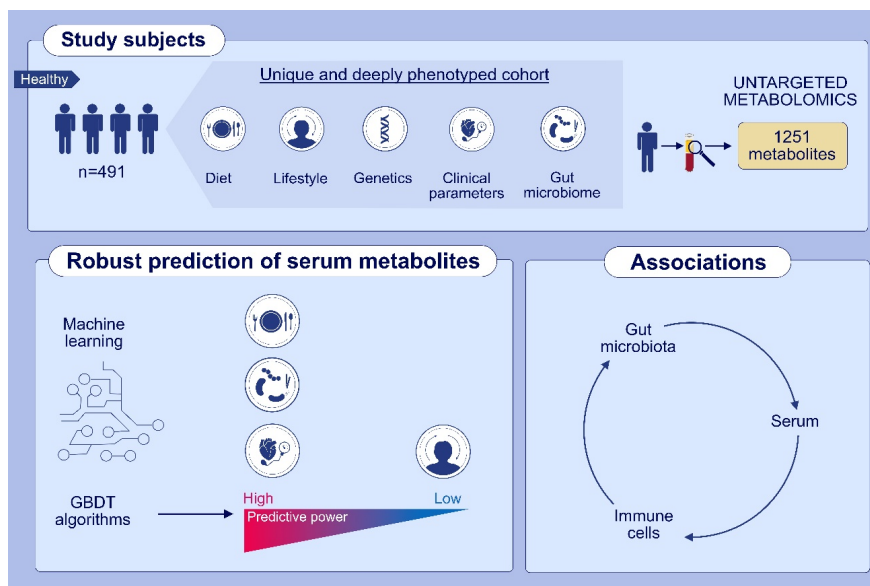 Study subjects
Healthy
n=491
Unique and deeply phenotyped cohort
Diet
Lifestyle
Genetics
Clinical
parameters
Gut
microbiome
UNTARGETED
METABOLOMICS
1251
metabolites
Robust prediction of serum metabolites
Machine
learning
GBDT
algorithms
High
Low
Predictive power
Associations
Gut
microbiota
Serum
Immune
cells